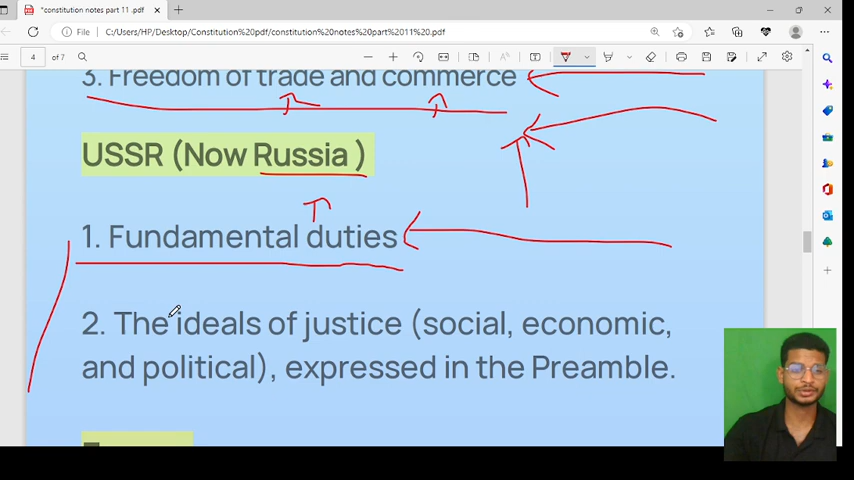 *constitution notes part 11 .pdf
File | C:/Users/HP/Desktop/Constitution%20pdf/constitution%20notes%20part%2011%20.pdf
4 of 7
3. Freedom of trade and commerce
USSR (Now Russia )
1. Fundamental duties
2. The ideals of justice (social, economic,
and political), expressed in the Preamble.